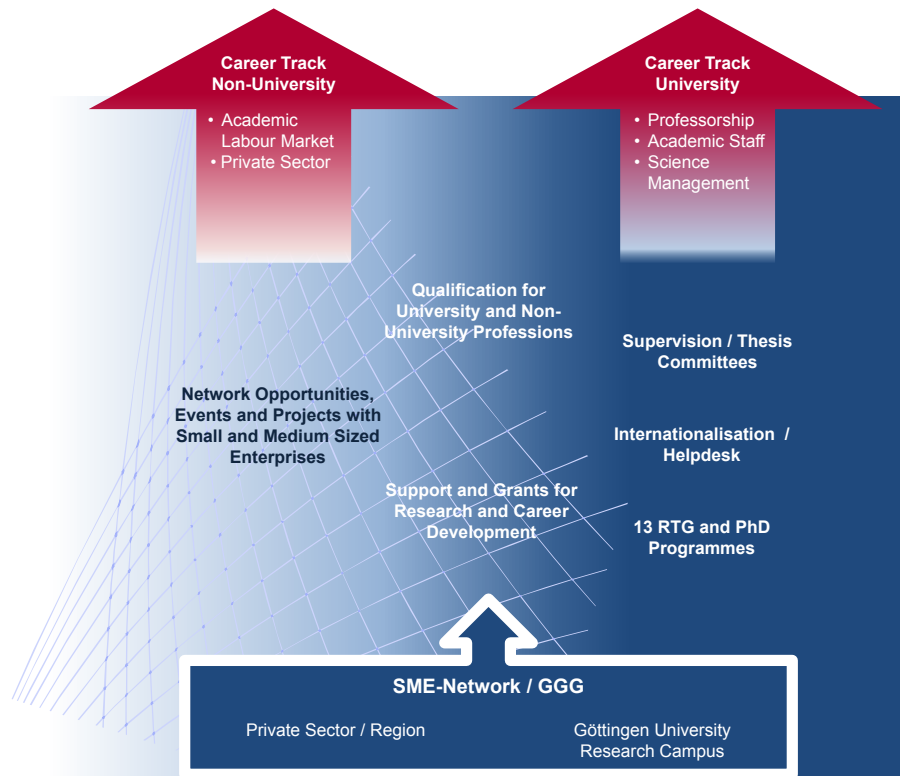 Career Track
Non-University
• Academic
Labour Market
• Private Sector
Career Track
University
• Professorship
• Academic Staff
• Science
Management
Qualification for
University and Non-
University Professions
Supervision / Thesis
Committees
Network Opportunities,
Events and Projects with
Small and Medium Sized
Enterprises
Internationalisation /
Helpdesk
Support and Grants for
Research and Career
Development
13 RTG and PhD
Programmes
SME-Network / GGG
Private Sector / Region
Göttingen University
Research Campus